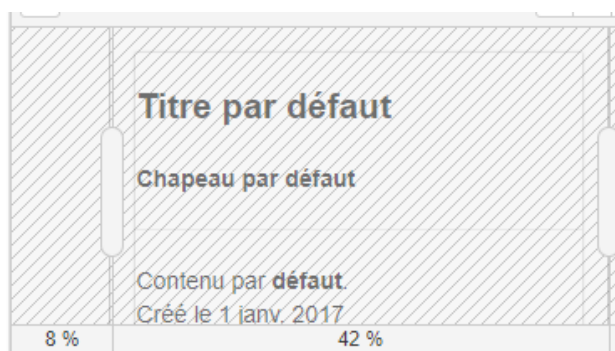 Titre par défaut
Chapeau par défaut
Contenu par défaut.
Créé le 1 janv. 2017
8 %
42 %